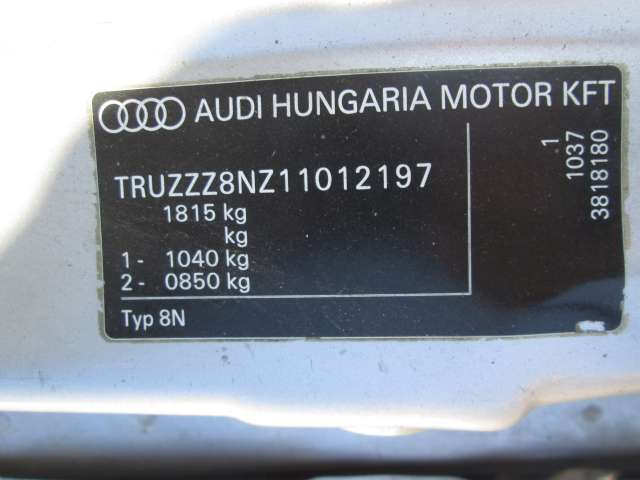 AUDI HUNGARIA MOTOR KFT
TRUZZZ8NZ11012197
1815 kg
kg
1- 1040 kg
2- 0850 kg
Typ 8N
1
1037
3818180